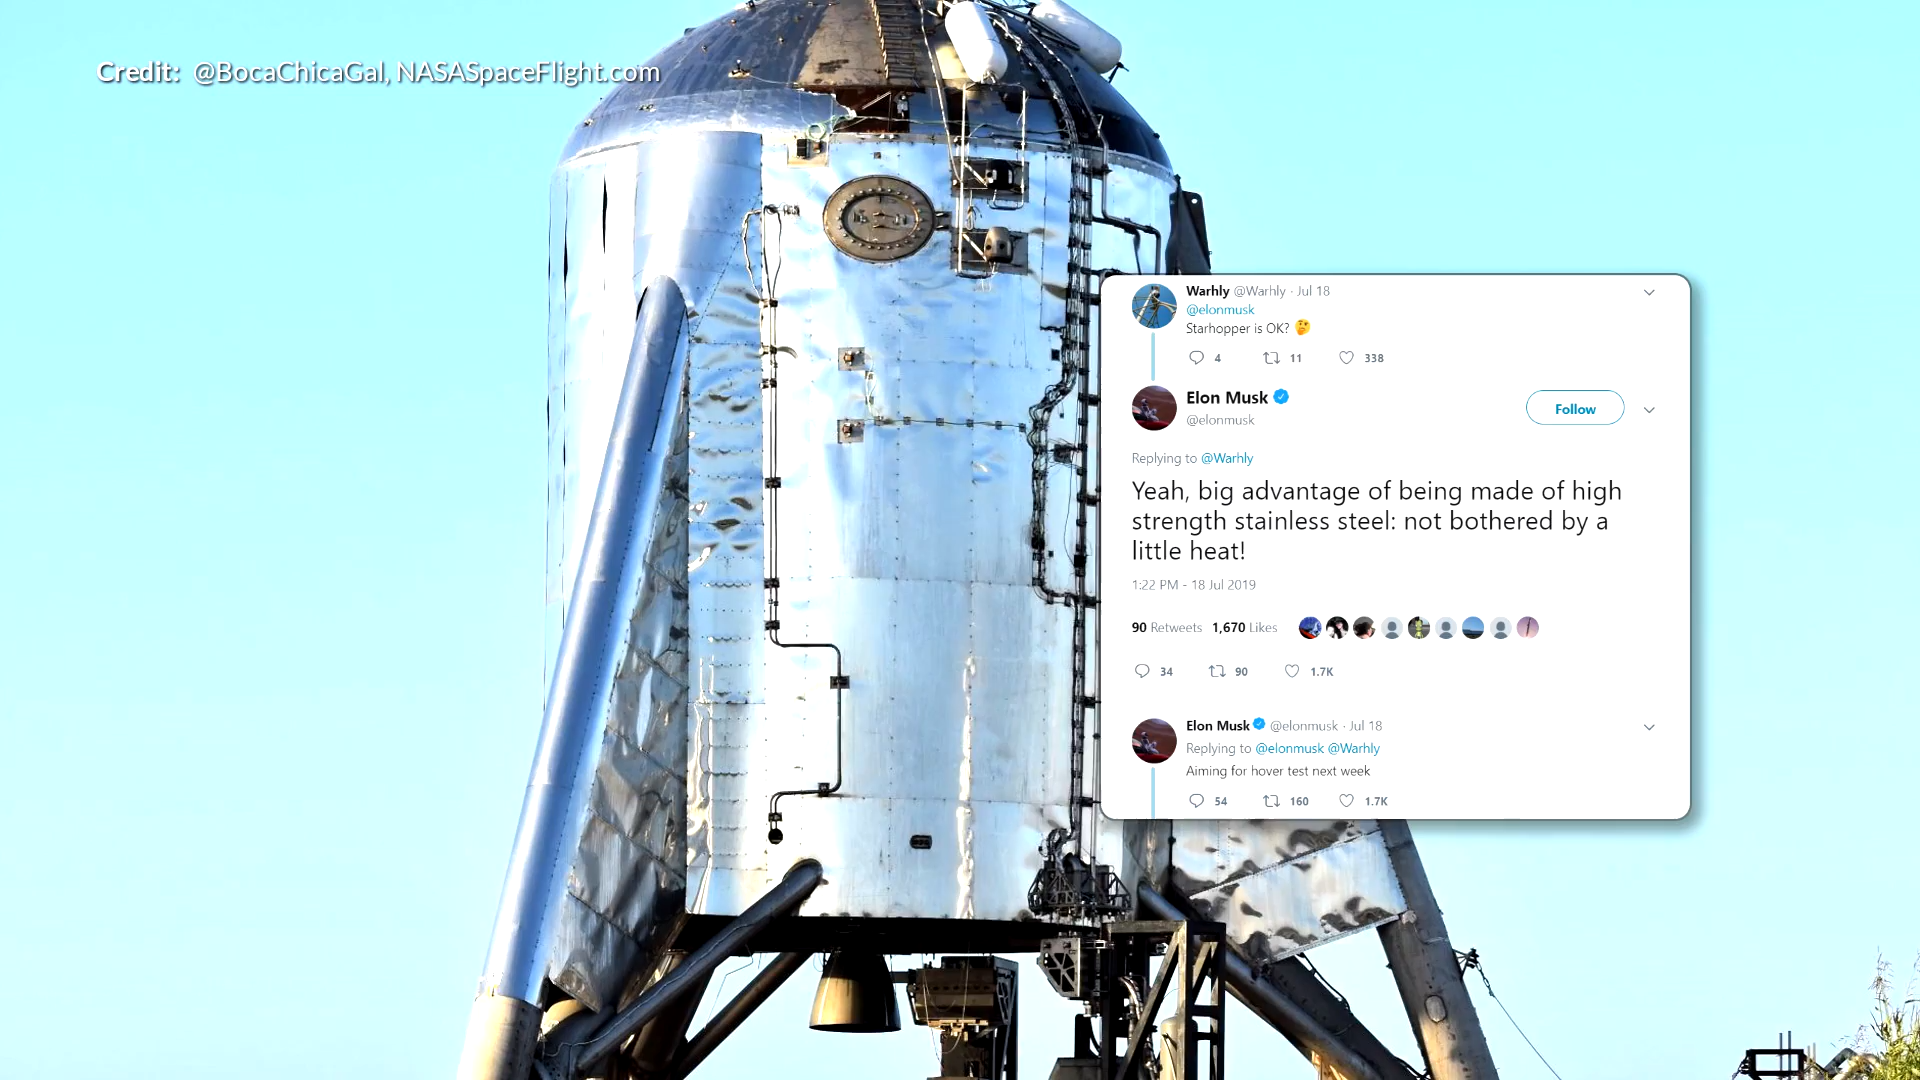 Credit: @BocaChicaGal, NASASpaceFlight.com
Warhly @Warhly · Jul 18
@elonmusk
Starhopper is OK? 🤔
4 11 338
Elon Musk
@elonmusk
Follow
Replying to @Warhly
Yeah, big advantage of being made of high
strength stainless steel: not bothered by a
little heat!
1:22 PM - 18 Jul 2019
90 Retweets 1,670 Likes
34 90 1.7K
Elon Musk @elonmusk · Jul 18
Replying to @elonmusk @Warhly
Aiming for hover test next week
54 160 1.7K